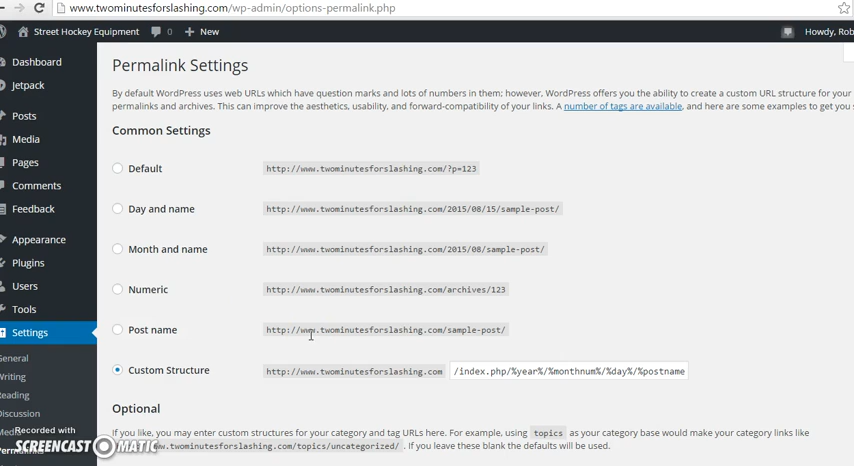 www.twominutesforslashing.com/wp-admin/options-permalink.php
Street Hockey Equipment 0 New Howdy, Rob
Dashboard
Jetpack
Posts
Media
Pages
Comments
Feedback
Appearance
Plugins
Users
Tools
Settings
General
Writing
Reading
Discussion
Permalinks
Permalink Settings
By default WordPress uses web URLs which have question marks and lots of numbers in them; however, WordPress offers you the ability to create a custom URL structure for your
permalinks and archives. This can improve the aesthetics, usability, and forward-compatibility of your links. A number of tags are available, and here are some examples to get you s
Common Settings
Default http://www.twominutesforslashing.com/?p=123
Day and name http://www.twominutesforslashing.com/2015/08/15/sample-post/
Month and name http://www.twominutesforslashing.com/2015/08/sample-post/
Numeric http://www.twominutesforslashing.com/archives/123
Post name http://www.twominutesforslashing.com/sample-post/
Custom Structure http://www.twominutesforslashing.com /index.php/%year%/%monthnum%/%day%/%postname
Optional
If you like, you may enter custom structures for your category and tag URLs here. For example, using topics as your category base would make your category links like
ww.twominutesforslashing.com/topics/uncategorized/ . If you leave these blank the defaults will be used.
Recorded with
SCREENCAST MATIC